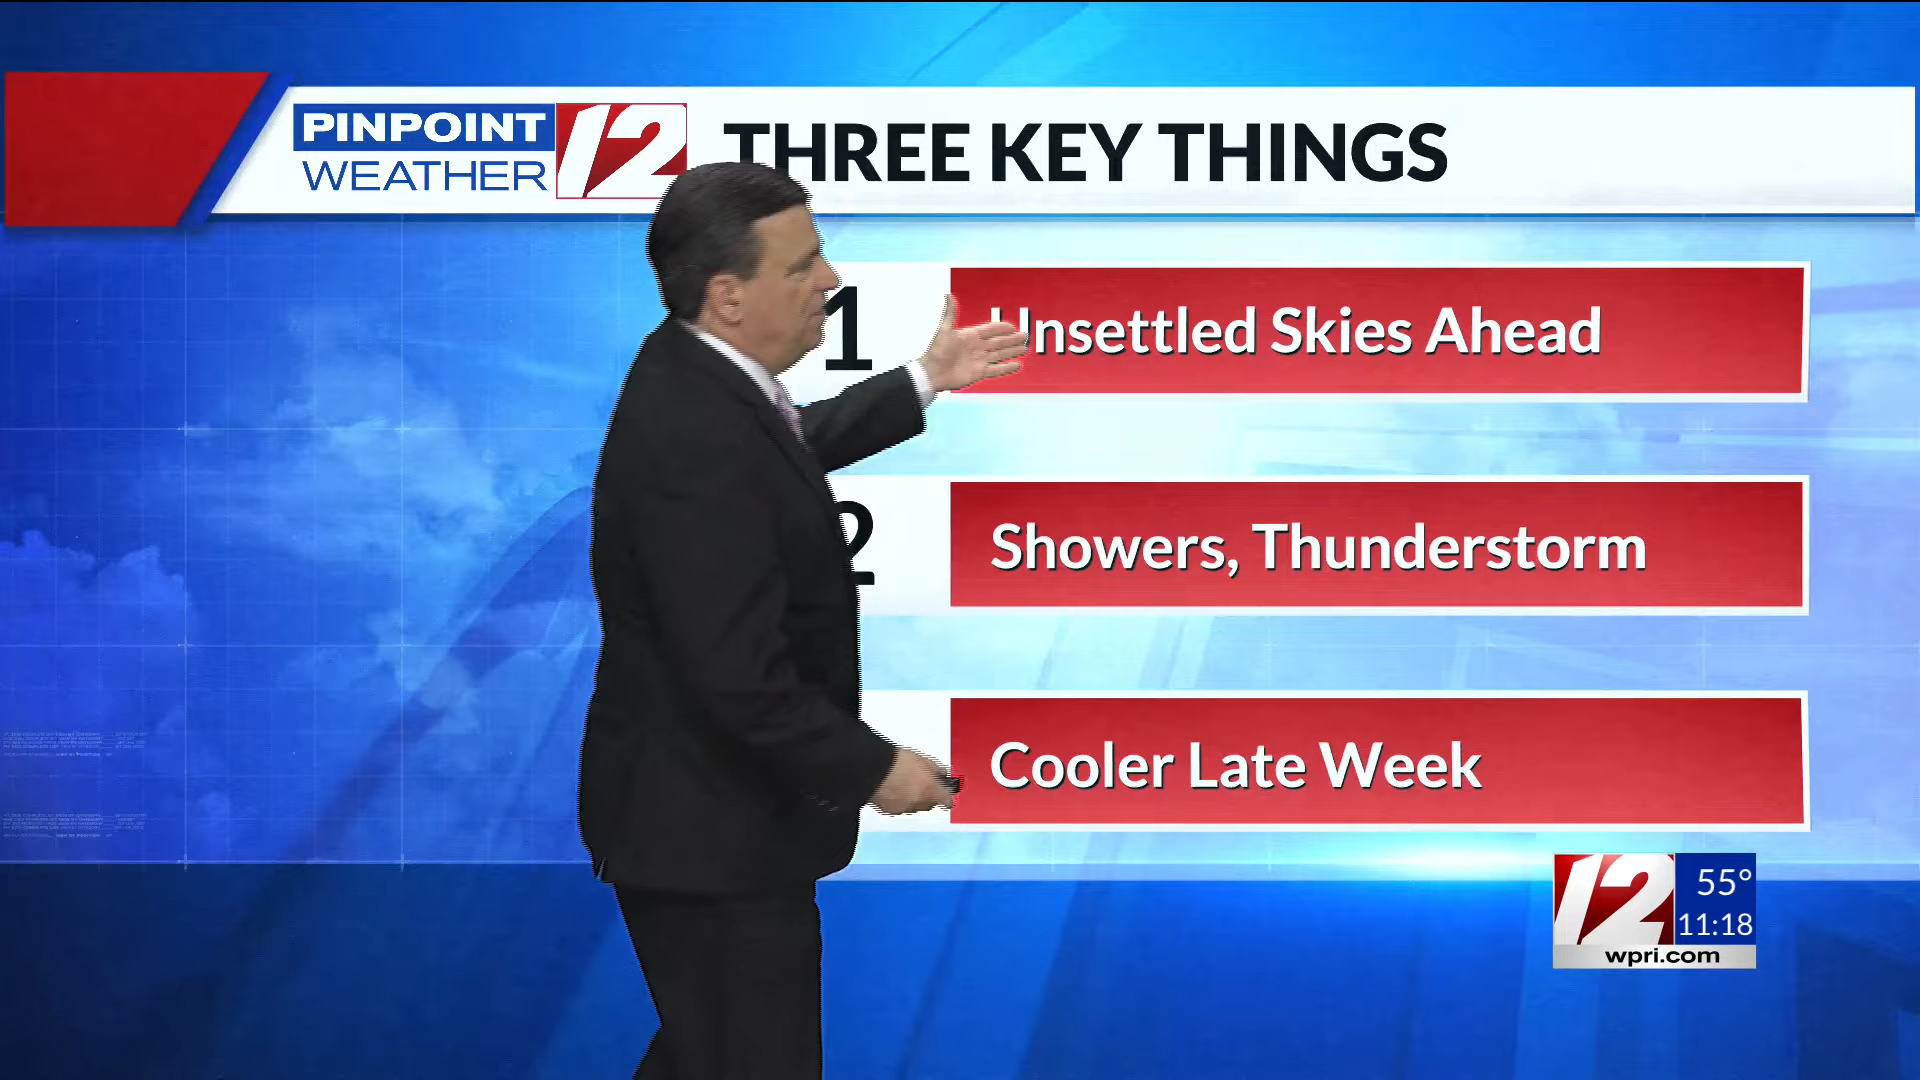 PINPOINT
WEATHER 12
THREE KEY THINGS
1 Unsettled Skies Ahead
2 Showers, Thunderstorm
Cooler Late Week
12 55°
11:18
wpri.com